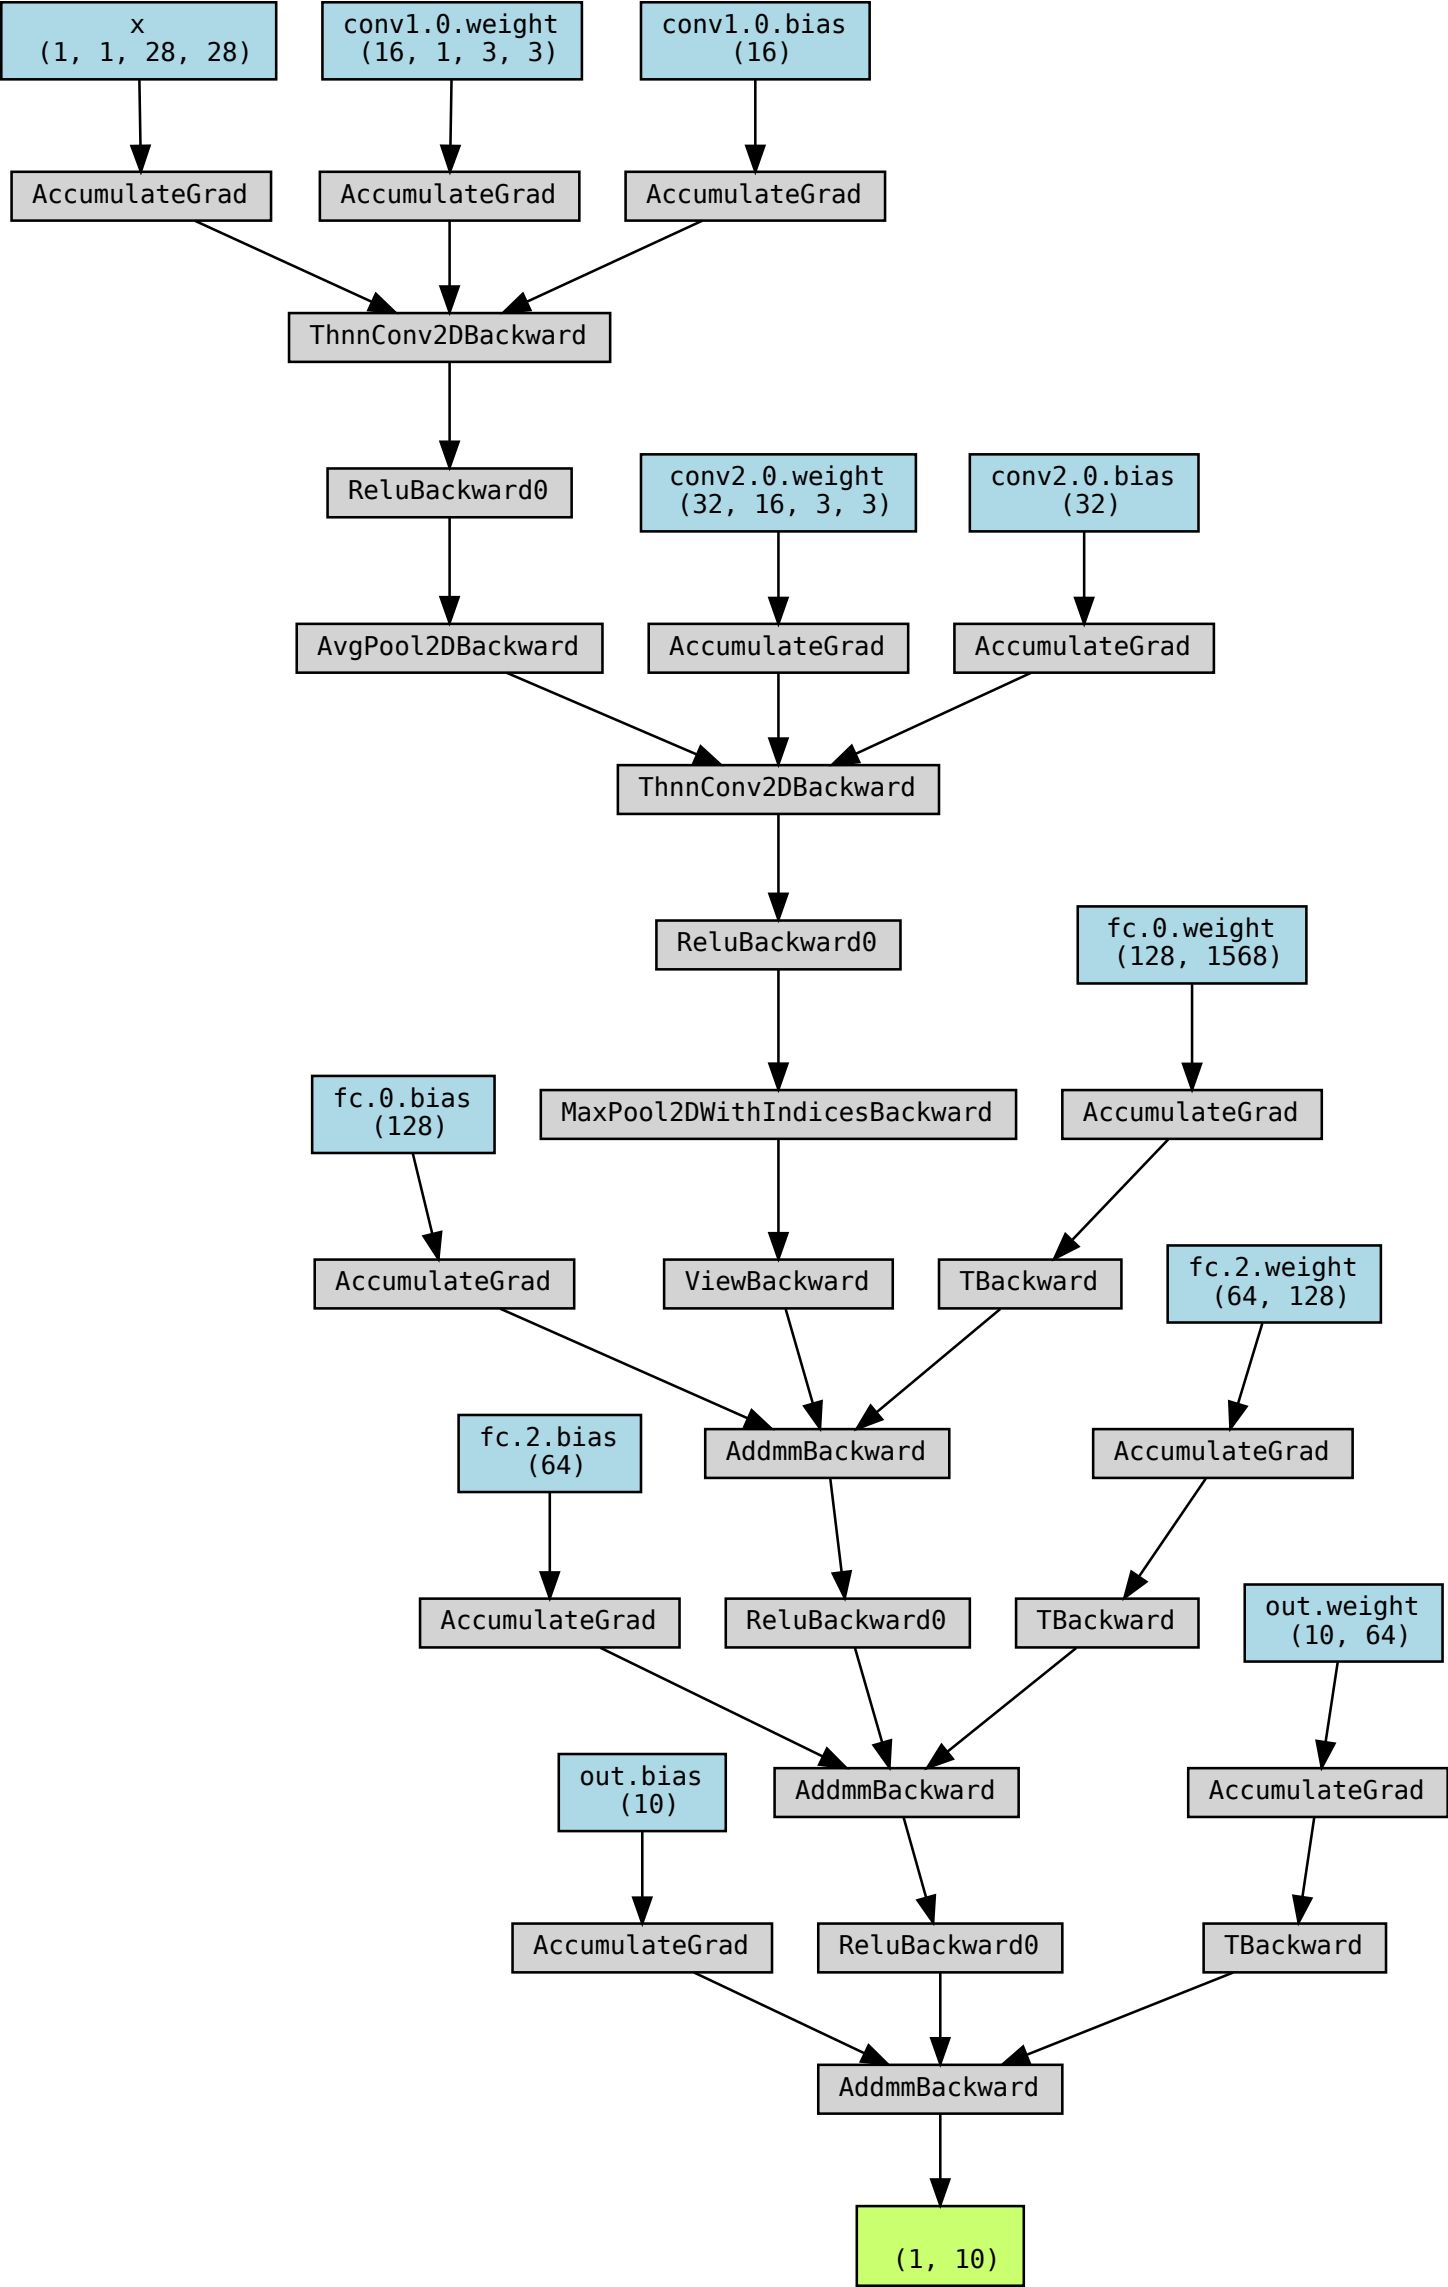 x
(1, 1, 28, 28)
conv1.0.weight
(16, 1, 3, 3)
conv1.0.bias
(16)
AccumulateGrad
AccumulateGrad
AccumulateGrad
ThnnConv2DBackward
ReluBackward0
conv2.0.weight
(32, 16, 3, 3)
conv2.0.bias
(32)
AvgPool2DBackward
AccumulateGrad
AccumulateGrad
ThnnConv2DBackward
ReluBackward0
fc.0.weight
(128, 1568)
fc.0.bias
(128)
MaxPool2DWithIndicesBackward
AccumulateGrad
AccumulateGrad
ViewBackward
TBackward
fc.2.weight
(64, 128)
fc.2.bias
(64)
AddmmBackward
AccumulateGrad
AccumulateGrad
ReluBackward0
TBackward
out.weight
(10, 64)
out.bias
(10)
AddmmBackward
AccumulateGrad
AccumulateGrad
ReluBackward0
TBackward
AddmmBackward
(1, 10)